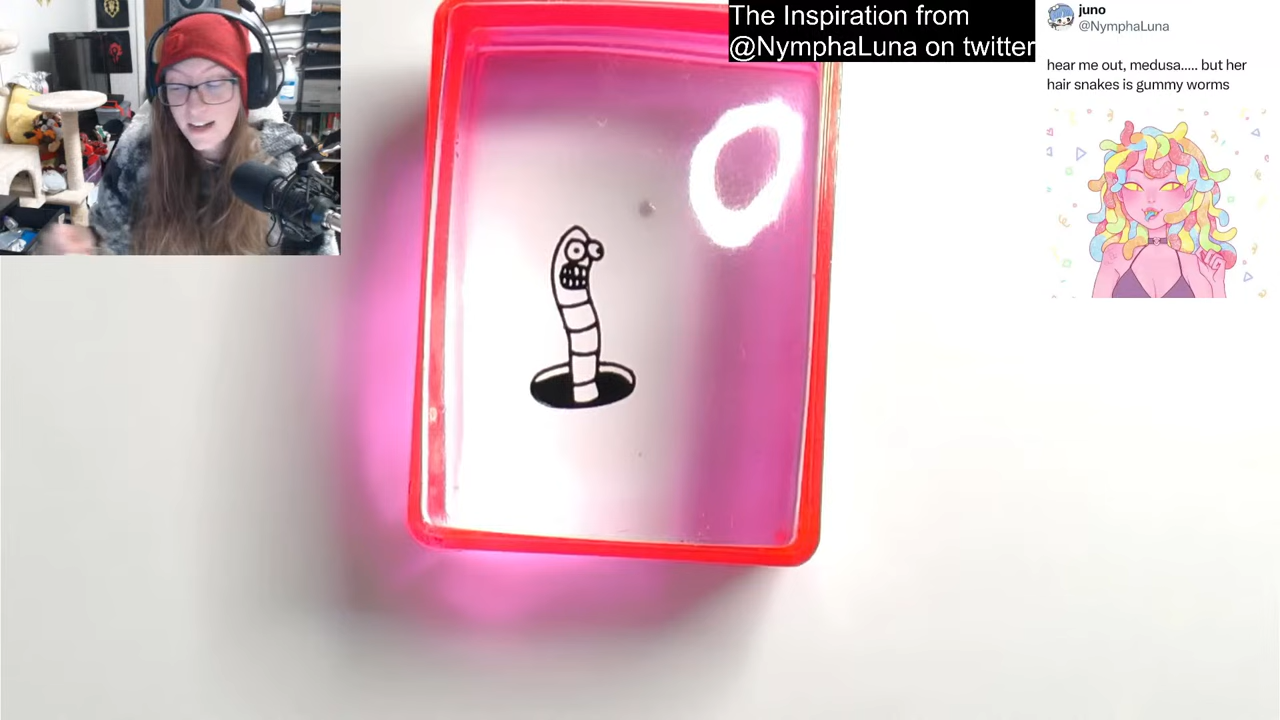 The Inspiration from
@NymphaLuna on twitter
juno
@NymphaLuna
hear me out, medusa..... but her
hair snakes is gummy worms